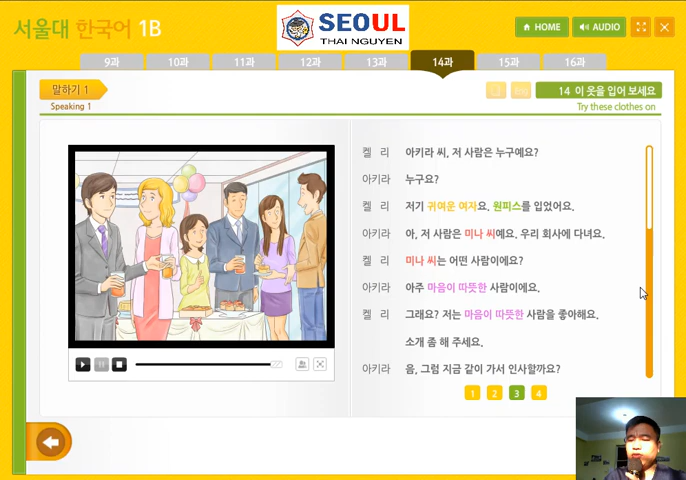 서울대 한국어 1B
SEOUL
THAI NGUYEN
HOME
AUDIO
9과
10과
11과
12과
13과
14과
15과
16과
말하기 1
Speaking 1
14 이 옷을 입어 보세요
Try these clothes on
켈 리 아키라 씨, 저 사람은 누구예요?
아키라 누구요?
켈 리 저기 귀여운 여자요. 원피스를 입었어요.
아키라 아, 저 사람은 미나 씨예요. 우리 회사에 다녀요.
켈 리 미나 씨는 어떤 사람이에요?
아키라 아주 마음이 따뜻한 사람이에요.
켈 리 그래요? 저는 마음이 따뜻한 사람을 좋아해요.
소개 좀 해 주세요.
아키라 음, 그럼 지금 같이 가서 인사할까요?
1 2 3 4